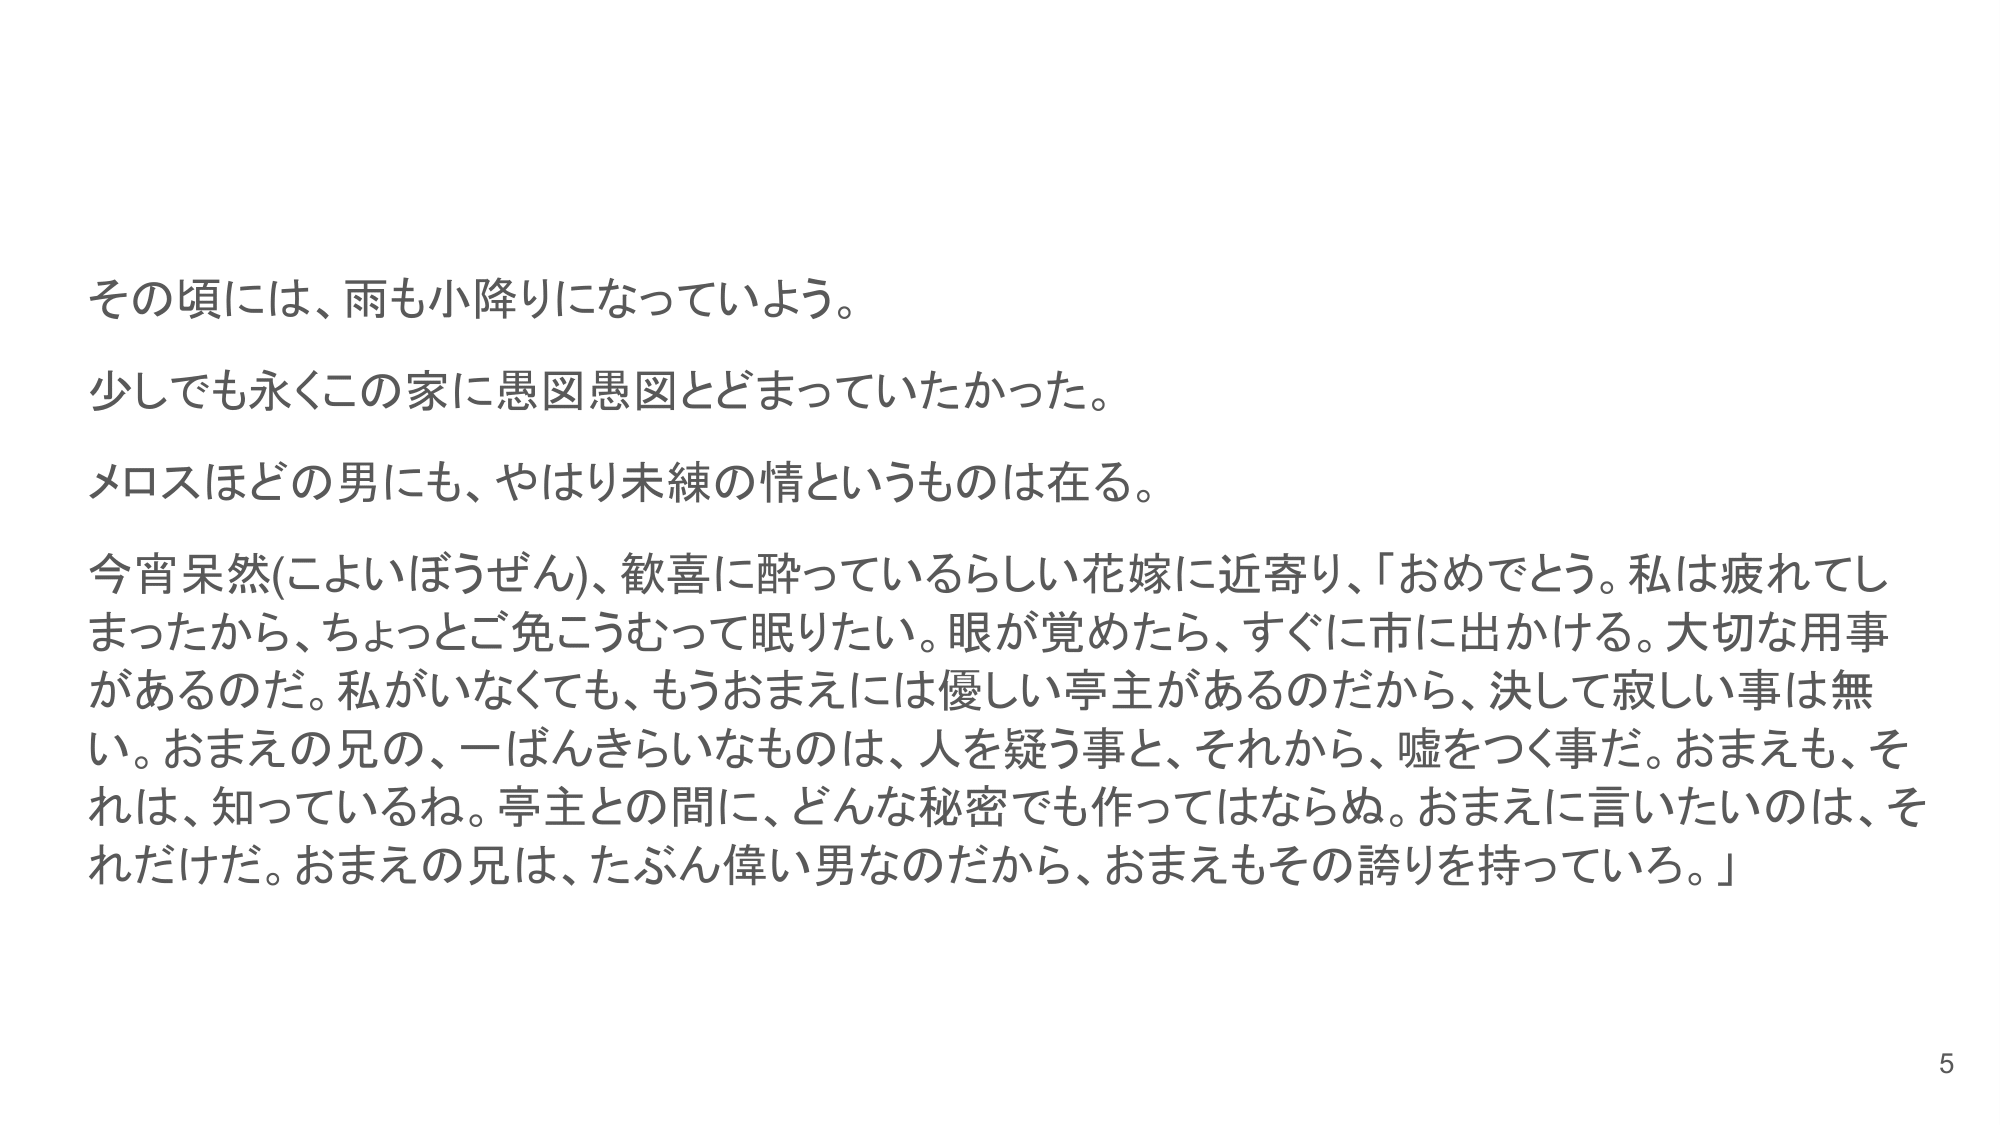 その頃には、雨も小降りになっていよう。
少しでも永くこの家に愚図愚図とどまっていたかった。
メロスほどの男にも、やはり未練の情というものは在る。
今宵呆然(こよいぼうぜん)、歓喜に酔っているらしい花嫁に近寄り、「おめでとう。私は疲れてし
まったから、ちょっとご免こうむって眠りたい。眼が覚めたら、すぐに市に出かける。大切な用事
があるのだ。私がいなくても、もうおまえには優しい亭主があるのだから、決して寂しい事は無
い。おまえの兄の、一ばんきらいなものは、人を疑う事と、それから、嘘をつく事だ。おまえも、そ
れは、知っているね。亭主との間に、どんな秘密でも作ってはならぬ。おまえに言いたいのは、そ
れだけだ。おまえの兄は、たぶん偉い男なのだから、おまえもその誇りを持っていろ。」
5